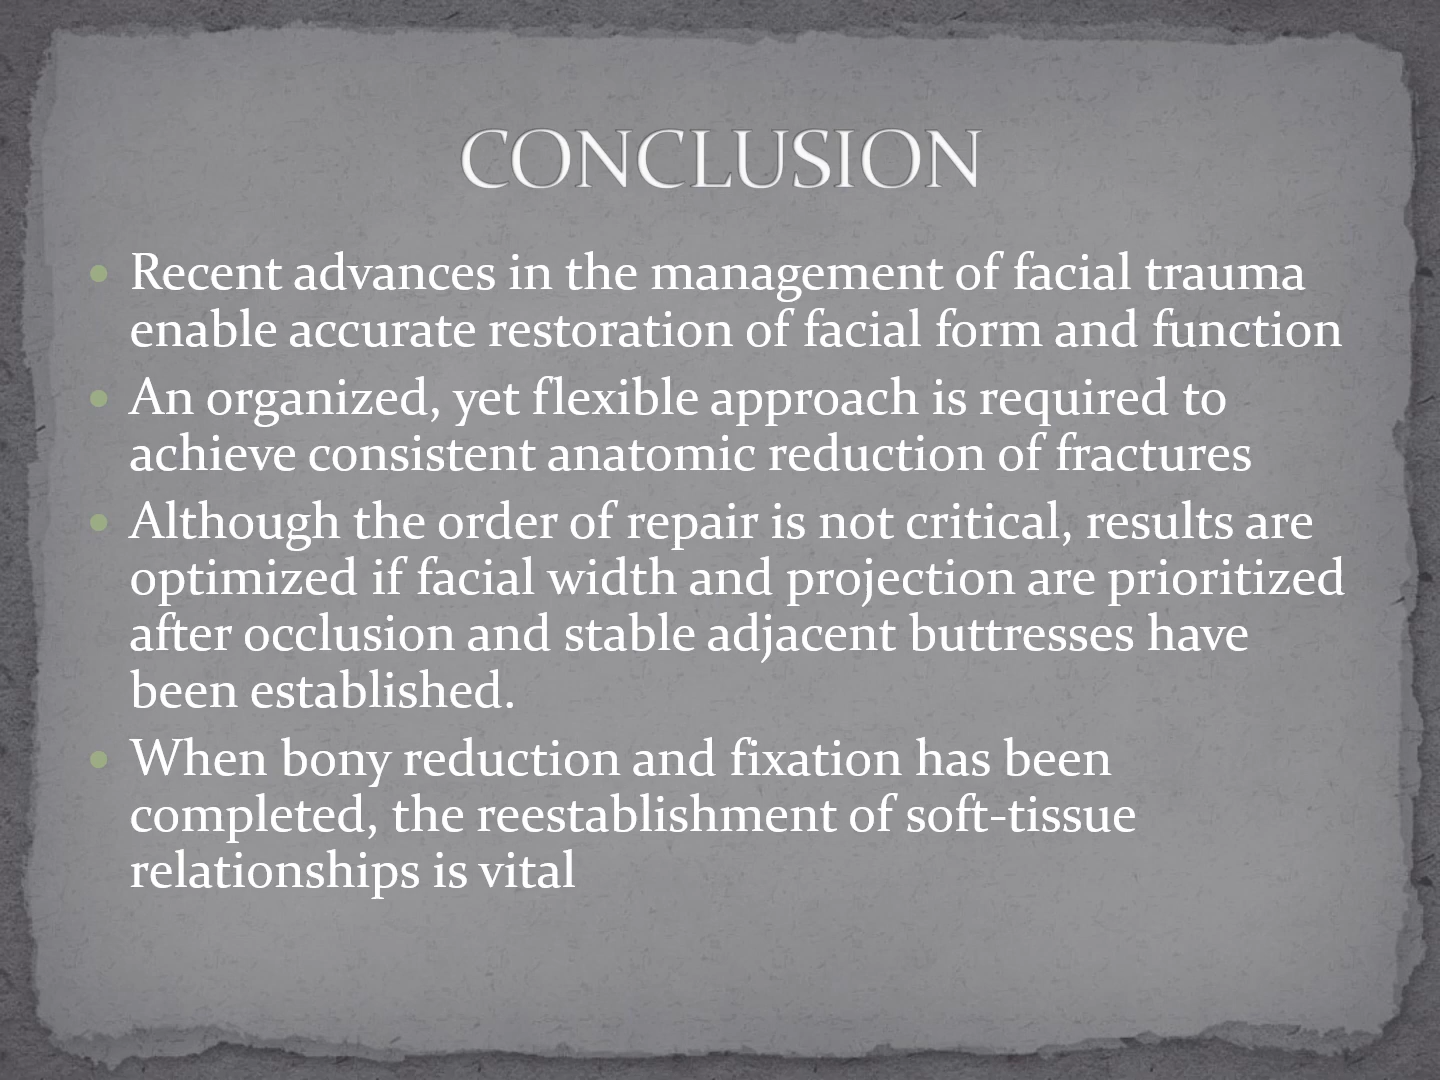 CONCLUSION
• Recent advances in the management of facial trauma
enable accurate restoration of facial form and function
• An organized, yet flexible approach is required to
achieve consistent anatomic reduction of fractures
• Although the order of repair is not critical, results are
optimized if facial width and projection are prioritized
after occlusion and stable adjacent buttresses have
been established.
• When bony reduction and fixation has been
completed, the reestablishment of soft-tissue
relationships is vital